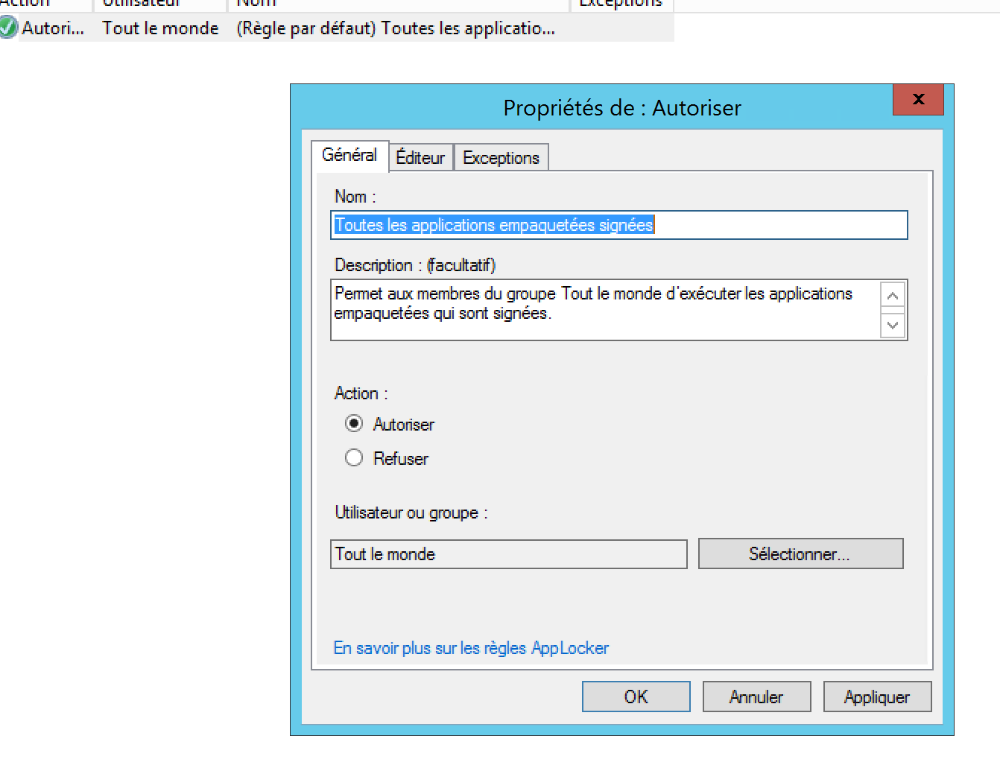 Action Utilisateur Nom Exceptions
Autori... Tout le monde (Règle par défaut) Toutes les applicatio...
Propriétés de : Autoriser
x
Général Éditeur Exceptions
Nom :
Toutes les applications empaquetées signées
Description : (facultatif)
Permet aux membres du groupe Tout le monde d'exécuter les applications
empaquetées qui sont signées.
Action :
Autoriser
Refuser
Utilisateur ou groupe :
Tout le monde Sélectionner...
En savoir plus sur les règles AppLocker
OK Annuler Appliquer